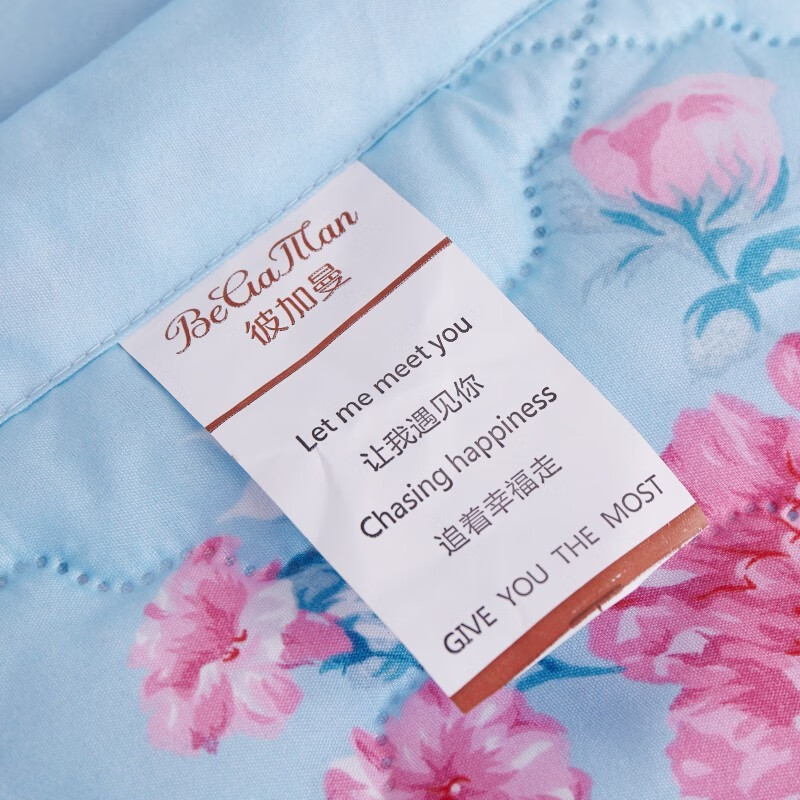 BeGaMan
彼加曼
Let me meet you
让我遇见你
Chasing happiness
追着幸福走
GIVE YOU THE MOST